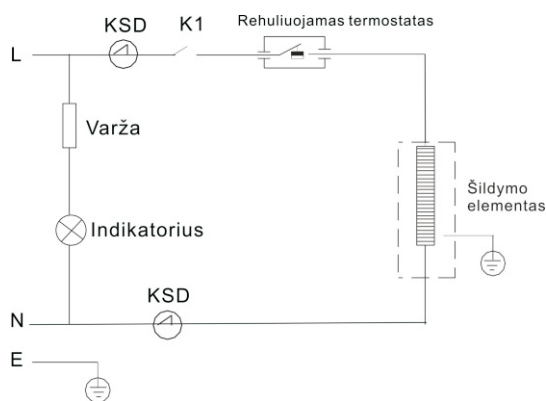 Rehuliuojamas termostatas
KSD
K1
L
Varža
Šildymo
elementas
Indikatorius
KSD
N
E